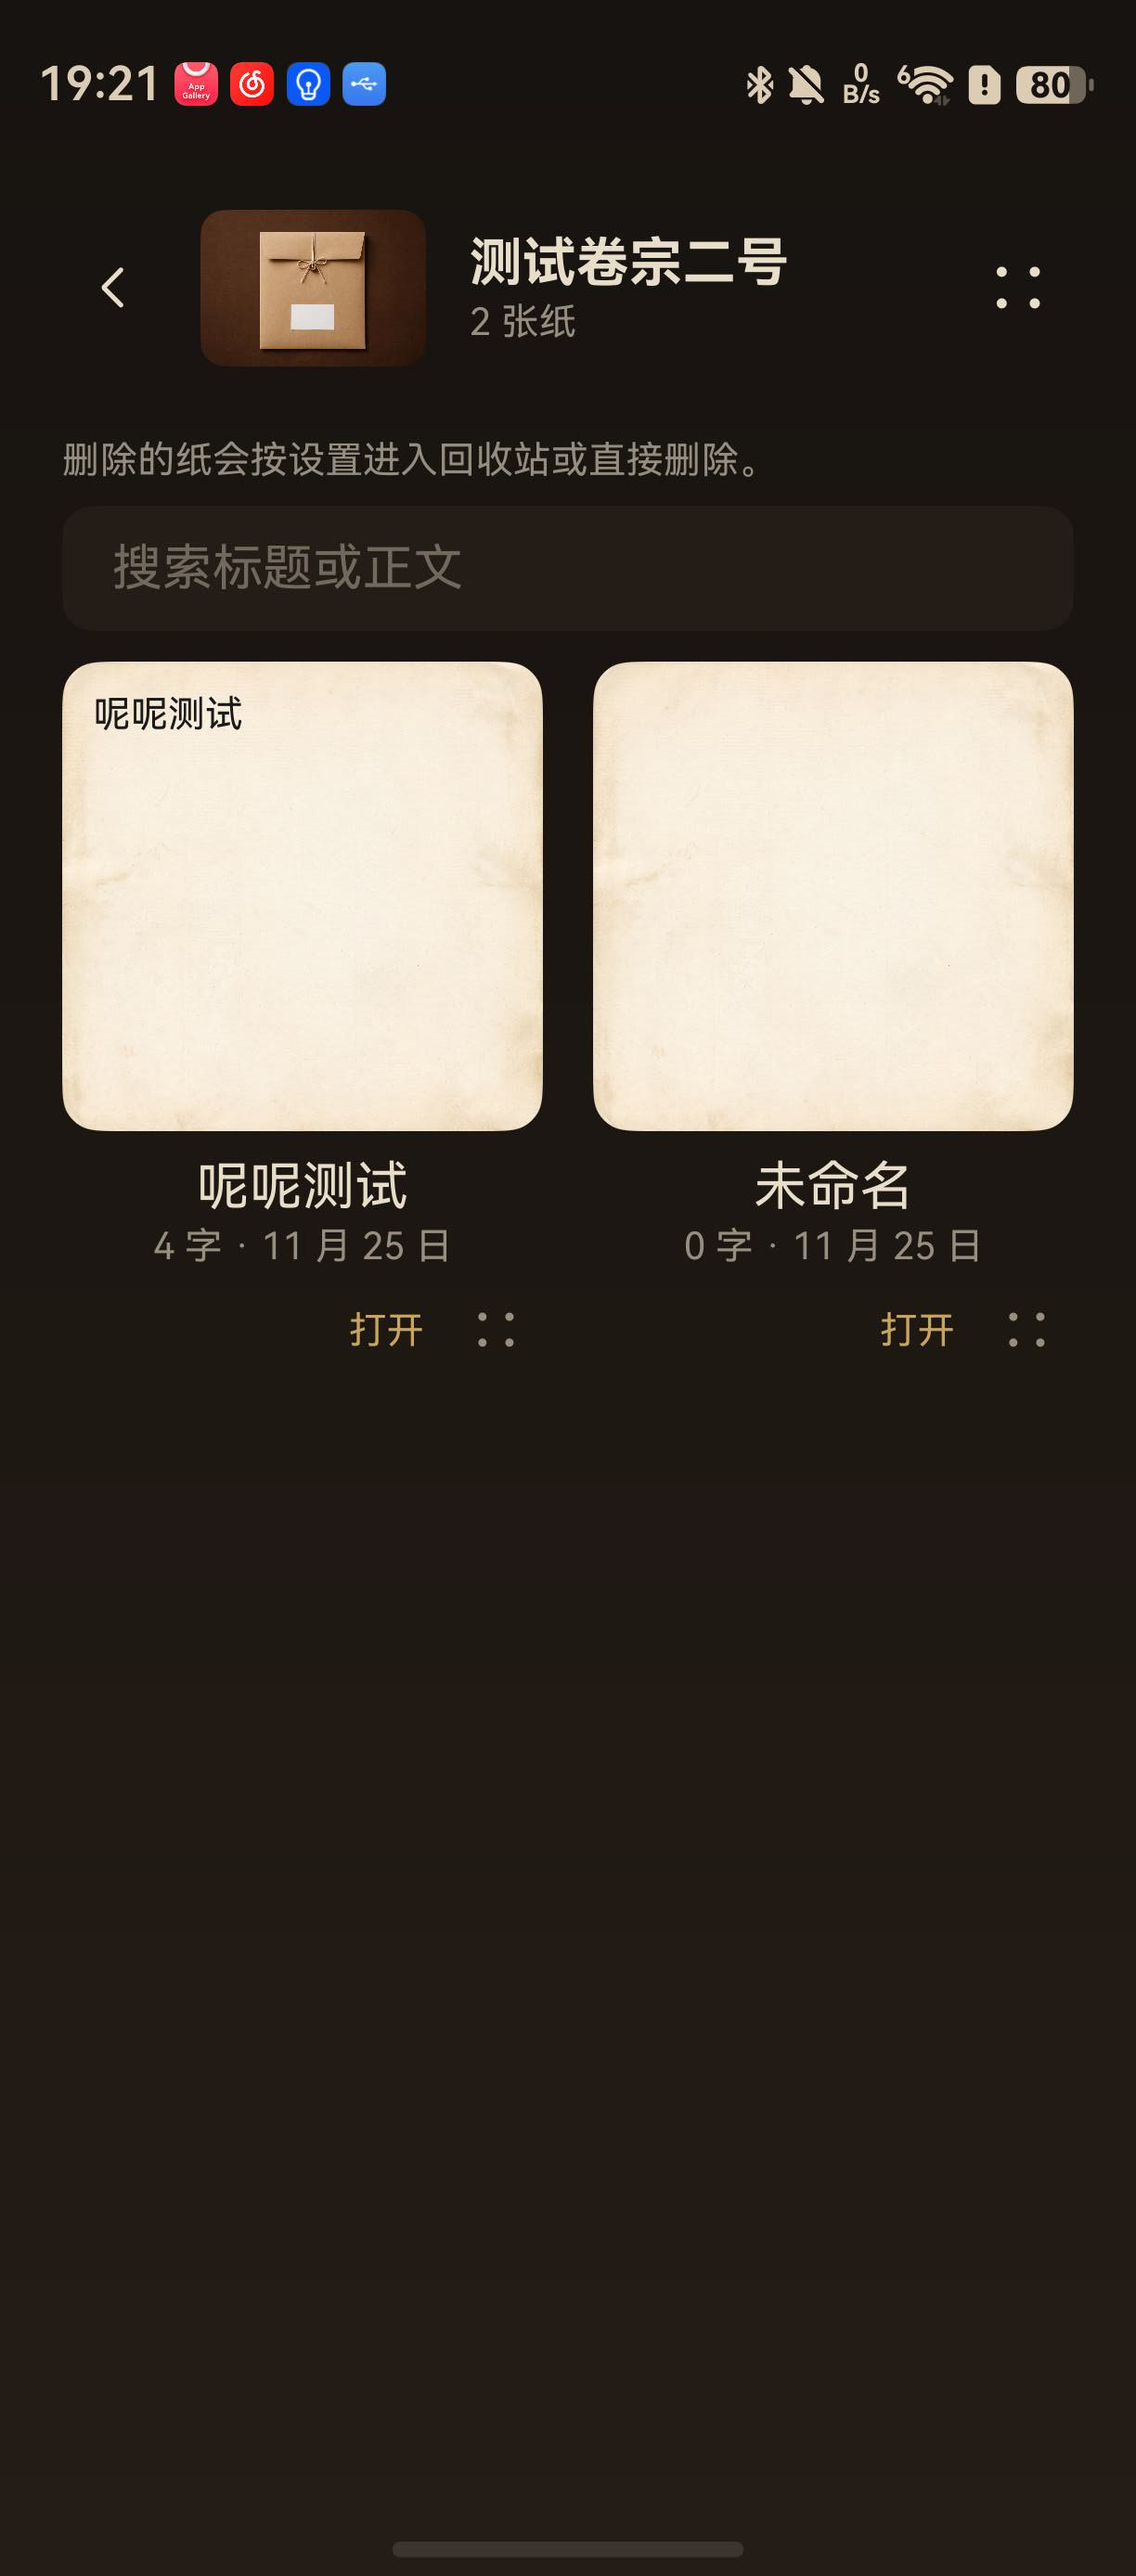 19:21
App
Gallery
0
B/s
6
80
测试卷宗二号
2 张纸
删除的纸会按设置进入回收站或直接删除。
搜索标题或正文
呢呢测试
呢呢测试
4 字 · 11 月 25 日
打开
未命名
0 字 · 11 月 25 日
打开